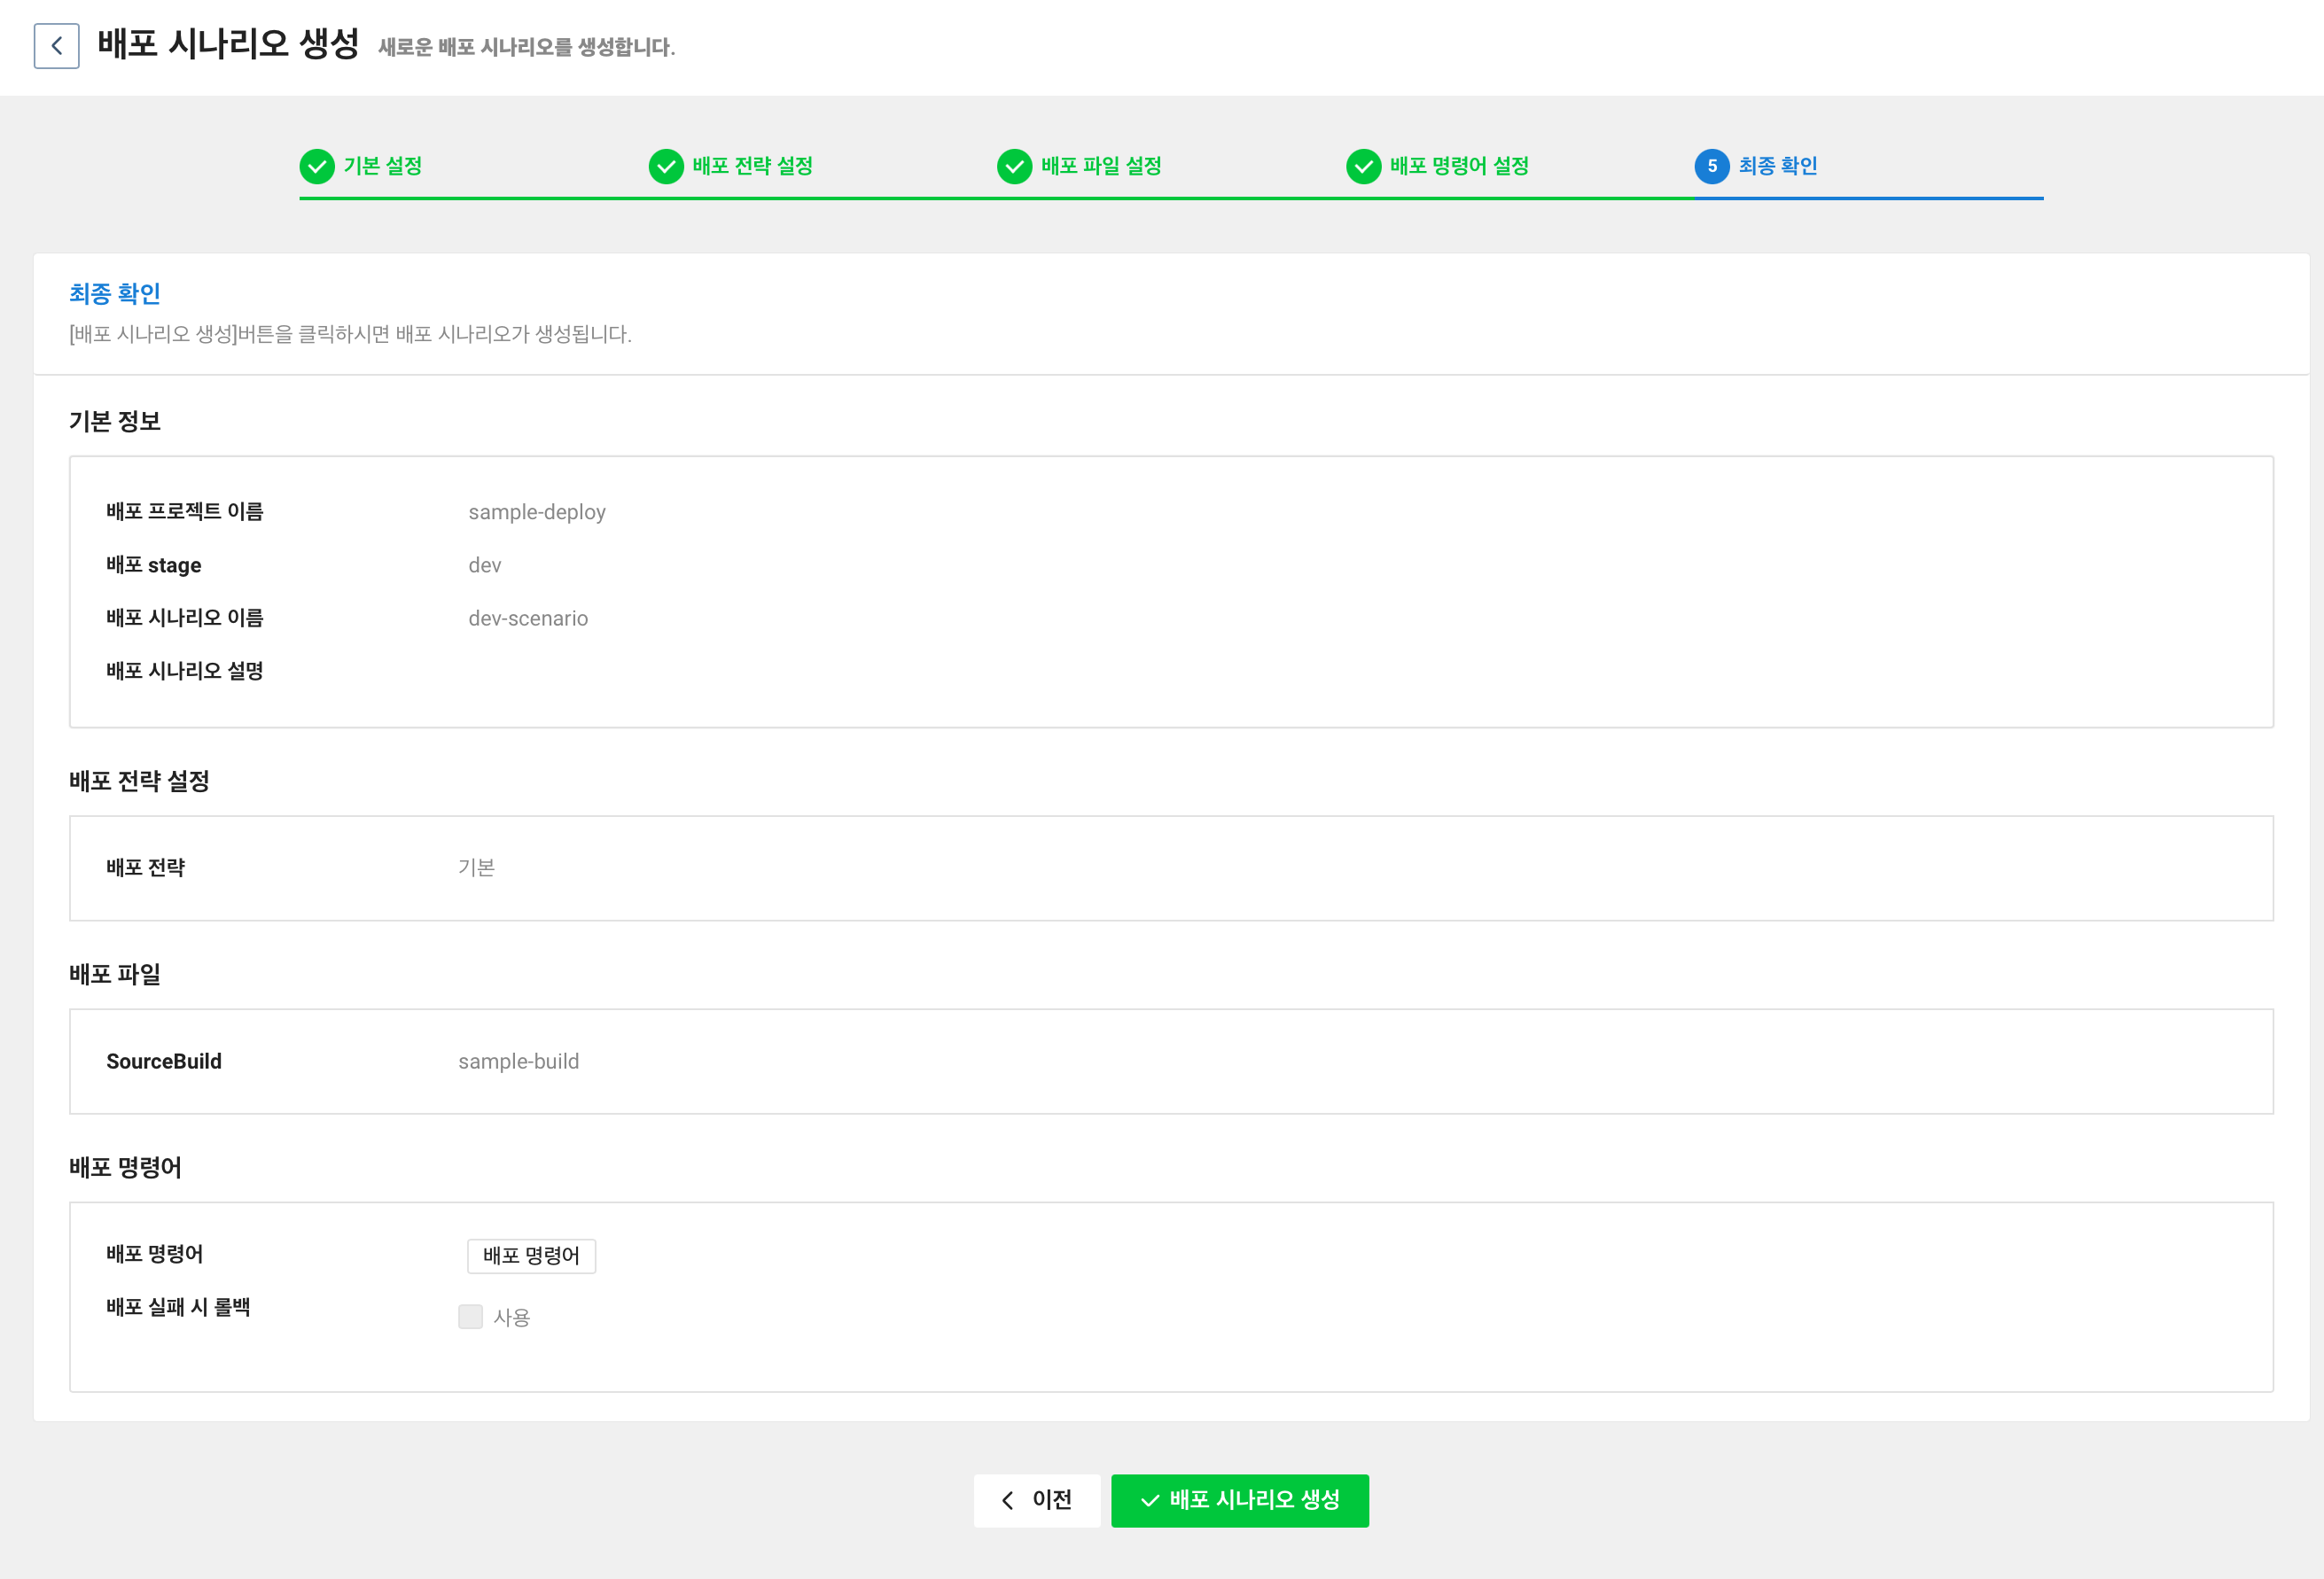 배포 시나리오 생성 새로운 배포 시나리오를 생성합니다.
기본 설정 배포 전략 설정 배포 파일 설정 배포 명령어 설정 5 최종 확인
최종 확인
[배포 시나리오 생성]버튼을 클릭하시면 배포 시나리오가 생성됩니다.
기본 정보
배포 프로젝트 이름 sample-deploy
배포 stage dev
배포 시나리오 이름 dev-scenario
배포 시나리오 설명
배포 전략 설정
배포 전략 기본
배포 파일
SourceBuild sample-build
배포 명령어
배포 명령어 배포 명령어
배포 실패 시 롤백 사용
이전 배포 시나리오 생성